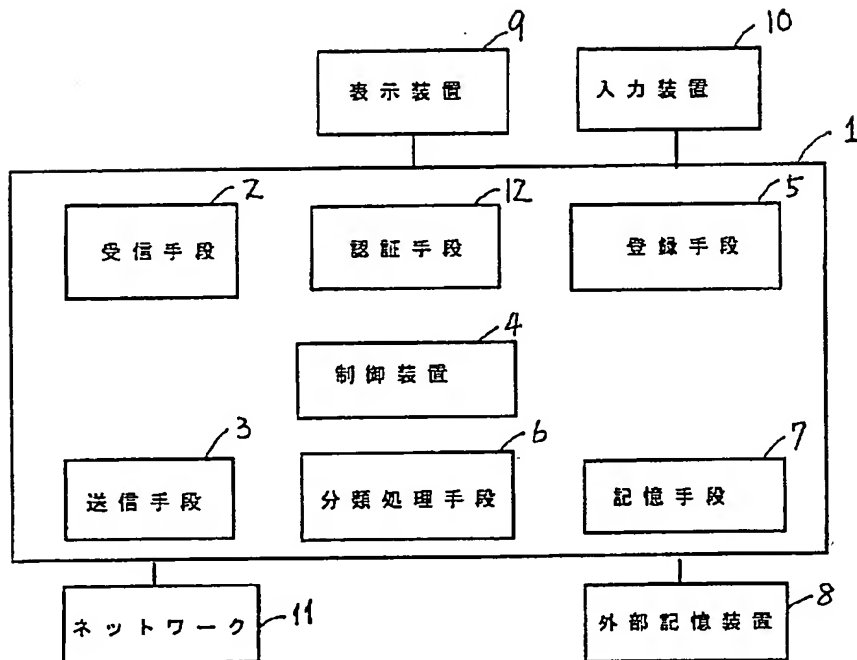 9
10
表示装置
入力装置
1
2
12
5
受信手段
認証手段
登録手段
4
制御装置
3
6
7
送信手段
分類処理手段
記憶手段
ネットワーク
11
外部記憶装置
8